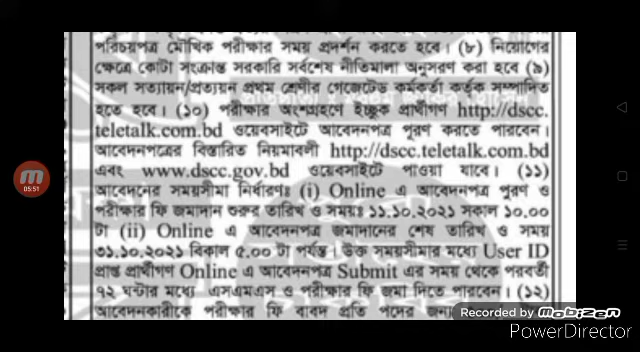 পরিচয়পত্র মৌখিক পরীক্ষার সময় প্রদর্শন করতে হবে। (৮) নিয়োগের
ক্ষেত্রে কোটা সংক্রান্ত সরকারি সর্বশেষ নীতিমালা অনুসরণ করা হবে (৯)
সকল সত্যায়ন/প্রত্যয়ন প্রথম শ্রেণীর গেজেটেড কর্মকর্তা কর্তৃক সম্পাদিত
হতে হবে। (১০) পরীক্ষার অংশগ্রহণে ইচ্ছুক প্রার্থীগণ http://dscc.
teletalk.com.bd ওয়েবসাইটে আবেদনপত্র পুরণ করতে পারবেন।
আবেদনপত্রের বিস্তারিত নিয়মাবলী http://dscc.teletalk.com.bd
এবং www.dscc.gov.bd ওয়েবসাইটে পাওয়া যাবে। (১১)
আবেদনের সময়সীমা নির্ধারণঃ (i) Online এ আবেদনপত্র পুরণ ও
পরীক্ষার ফি জমাদান শুরুর তারিখ ও সময়ঃ ১১.১০.২০২১ সকাল ১০.০০
টা (ii) Online এ আবেদনপত্র জমাদানের শেষ তারিখ ও সময়
৩১.১০.২০২১ বিকাল ৫.০০ টা পর্যন্ত। উক্ত সময়সীমার মধ্যে User ID
প্রাপ্ত প্রার্থীগণ Online এ আবেদনপত্র Submit এর সময় থেকে পরবর্তী
৭২ ঘন্টার মধ্যে এসএমএস ও পরীক্ষার ফি জমা দিতে পারবেন। (১২)
আবেদনকারীকে পরীক্ষার ফি বাবদ প্রতি পদের জন্য
05:51
Recorded by Mobizen
PowerDirector